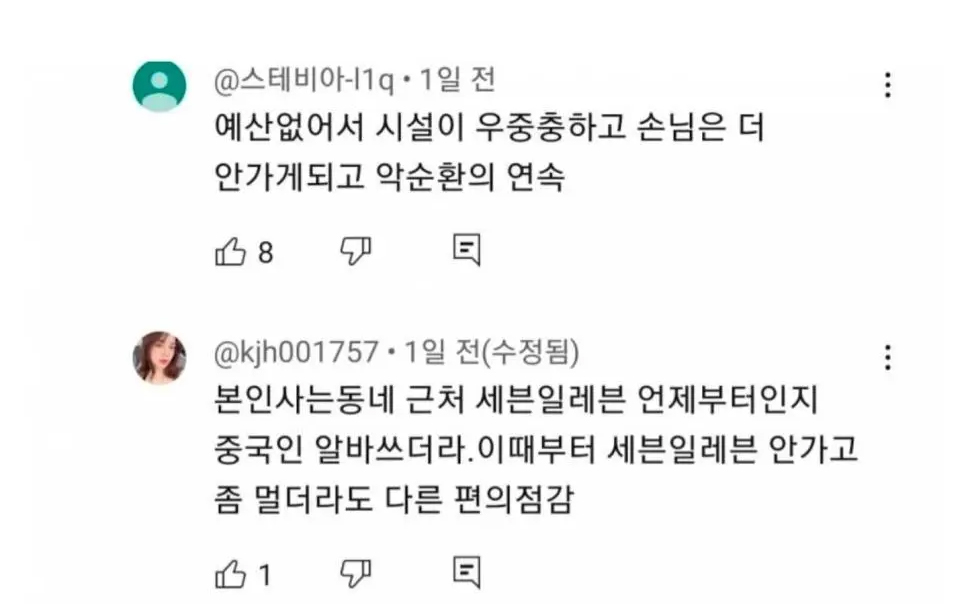 @스테비아-l1q • 1일 전
예산없어서 시설이 우중충하고 손님은 더
안가게되고 악순환의 연속
8
@kjh001757 • 1일 전(수정됨)
본인사는동네 근처 세븐일레븐 언제부터인지
중국인 알바쓰더라.이때부터 세븐일레븐 안가고
좀 멀더라도 다른 편의점감
1